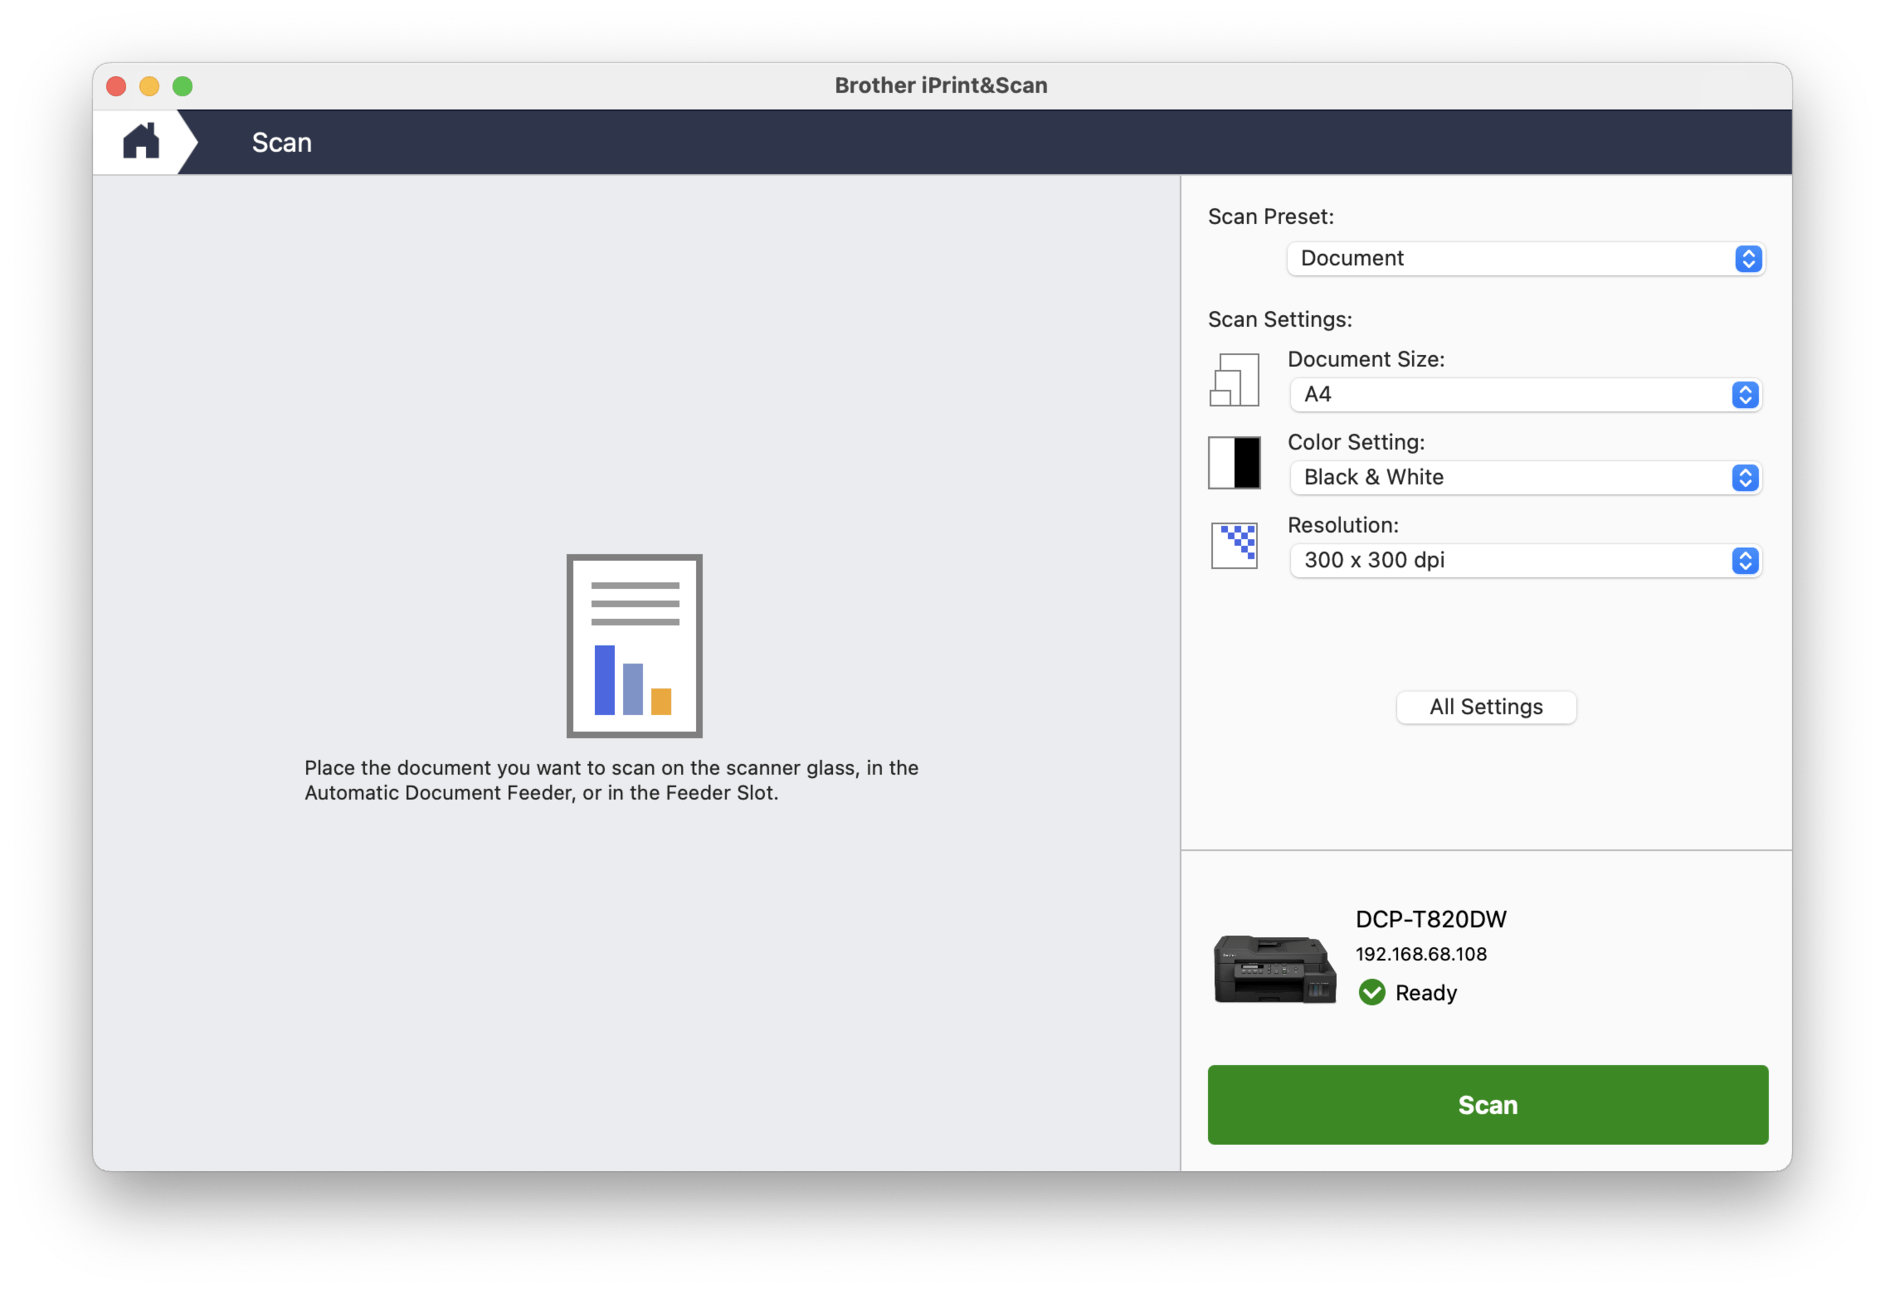 Brother iPrint&Scan
Scan
Scan Preset:
Document
Scan Settings:
Document Size:
A4
Color Setting:
Black & White
Resolution:
300 x 300 dpi
All Settings
Place the document you want to scan on the scanner glass, in the
Automatic Document Feeder, or in the Feeder Slot.
DCP-T820DW
192.168.68.108
Ready
Scan